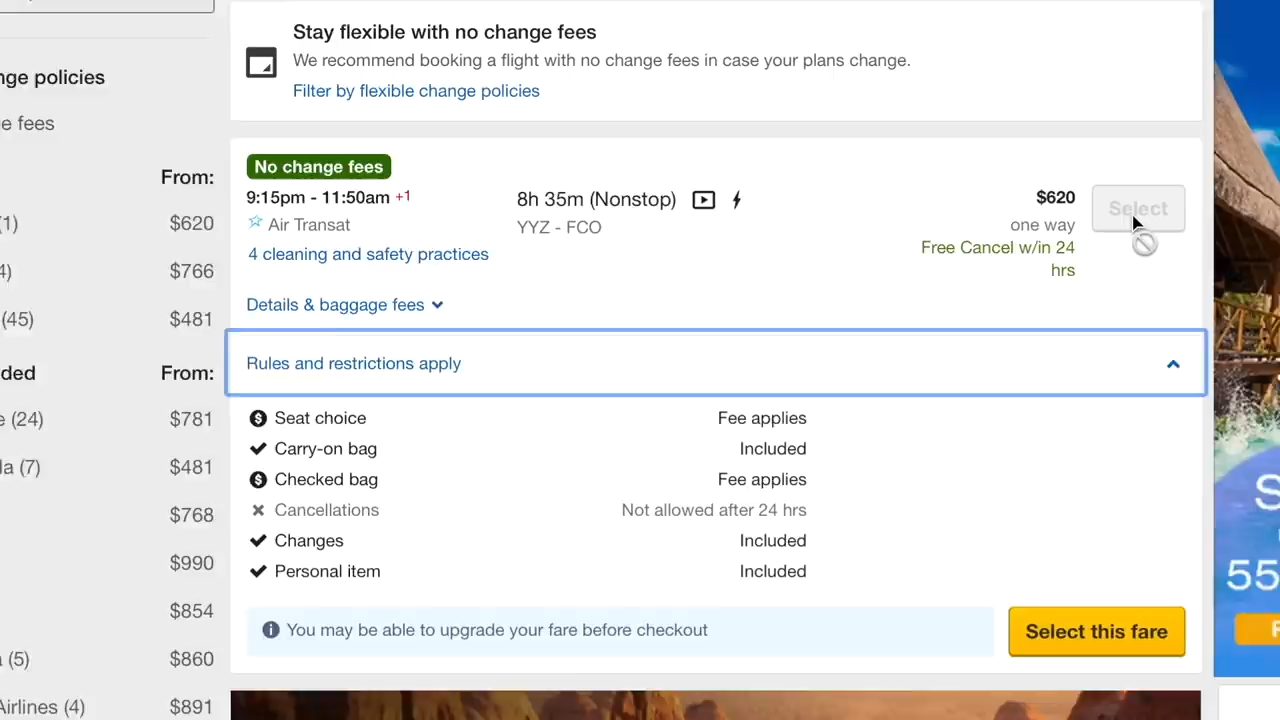 Stay flexible with no change fees
We recommend booking a flight with no change fees in case your plans change.
Filter by flexible change policies
nge policies
e fees
From:
(1) $620
4) $766
(45) $481
ded From:
e (24) $781
la (7) $481
$768
$990
$854
(5) $860
Airlines (4) $891
No change fees
9:15pm - 11:50am +1
8h 35m (Nonstop)
$620
Select
Air Transat
YYZ - FCO
one way
4 cleaning and safety practices
Free Cancel w/in 24
hrs
Details & baggage fees
Rules and restrictions apply
Seat choice Fee applies
Carry-on bag Included
Checked bag Fee applies
Cancellations Not allowed after 24 hrs
Changes Included
Personal item Included
You may be able to upgrade your fare before checkout
Select this fare
S
55